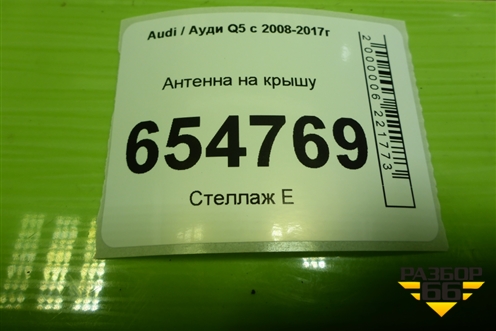 Audi / Ауди Q5 с 2008-2017г
Антенна на крышу
654769
Стеллаж Е
2000006221773
РАЗБОР
66